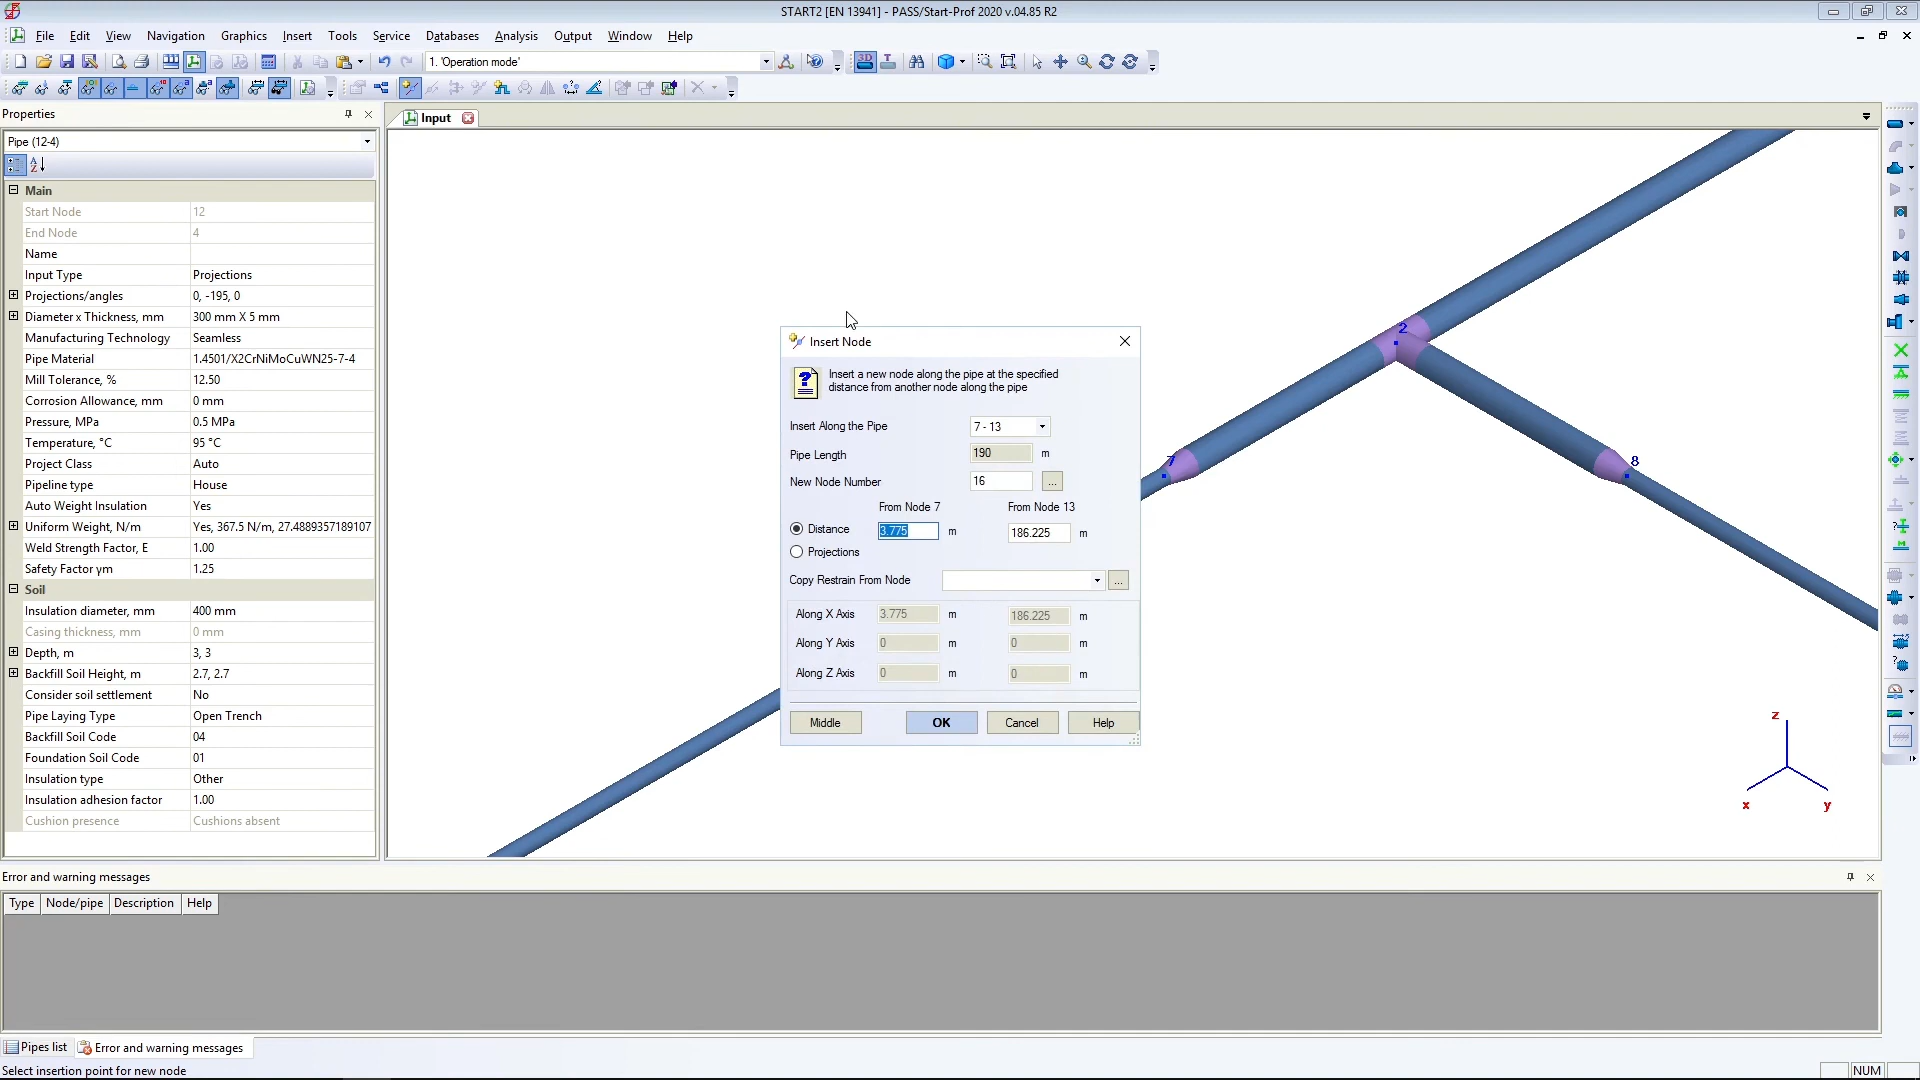 START2 [EN 13941] - PASS/Start-Prof 2020 v.04.85 R2
File Edit View Navigation Graphics Insert Tools Service Databases Analysis Output Window Help
1. 'Operation mode'
3D
Properties
Input
Pipe (12-4)
Main
Start Node 12
End Node 4
Name
Input Type Projections
Projections/angles 0, -195, 0
Diameter x Thickness, mm 300 mm X 5 mm
Manufacturing Technology Seamless
Pipe Material 1.4501/X2CrNiMoCuWN25-7-4
Mill Tolerance, % 12.50
Corrosion Allowance, mm 0 mm
Pressure, MPa 0.5 MPa
Temperature, °C 95 °C
Project Class Auto
Pipeline type House
Auto Weight Insulation Yes
Uniform Weight, N/m Yes, 367.5 N/m, 27.4889357189107
Weld Strength Factor, E 1.00
Safety Factor γm 1.25
Soil
Insulation diameter, mm 400 mm
Casing thickness, mm 0 mm
Depth, m 3, 3
Backfill Soil Height, m 2.7, 2.7
Consider soil settlement No
Pipe Laying Type Open Trench
Backfill Soil Code 04
Foundation Soil Code 01
Insulation type Other
Insulation adhesion factor 1.00
Cushion presence Cushions absent
2
7
8
Insert Node
Insert a new node along the pipe at the specified
distance from another node along the pipe
Insert Along the Pipe 7 - 13
Pipe Length 190 m
New Node Number 16 ...
From Node 7 From Node 13
Distance 3.775 m 186.225 m
Projections
Copy Restrain From Node ...
Along X Axis 3.775 m 186.225 m
Along Y Axis 0 m 0 m
Along Z Axis 0 m 0 m
Middle OK Cancel Help
z
x y
Error and warning messages
Type Node/pipe Description Help
Pipes list Error and warning messages
Select insertion point for new node NUM